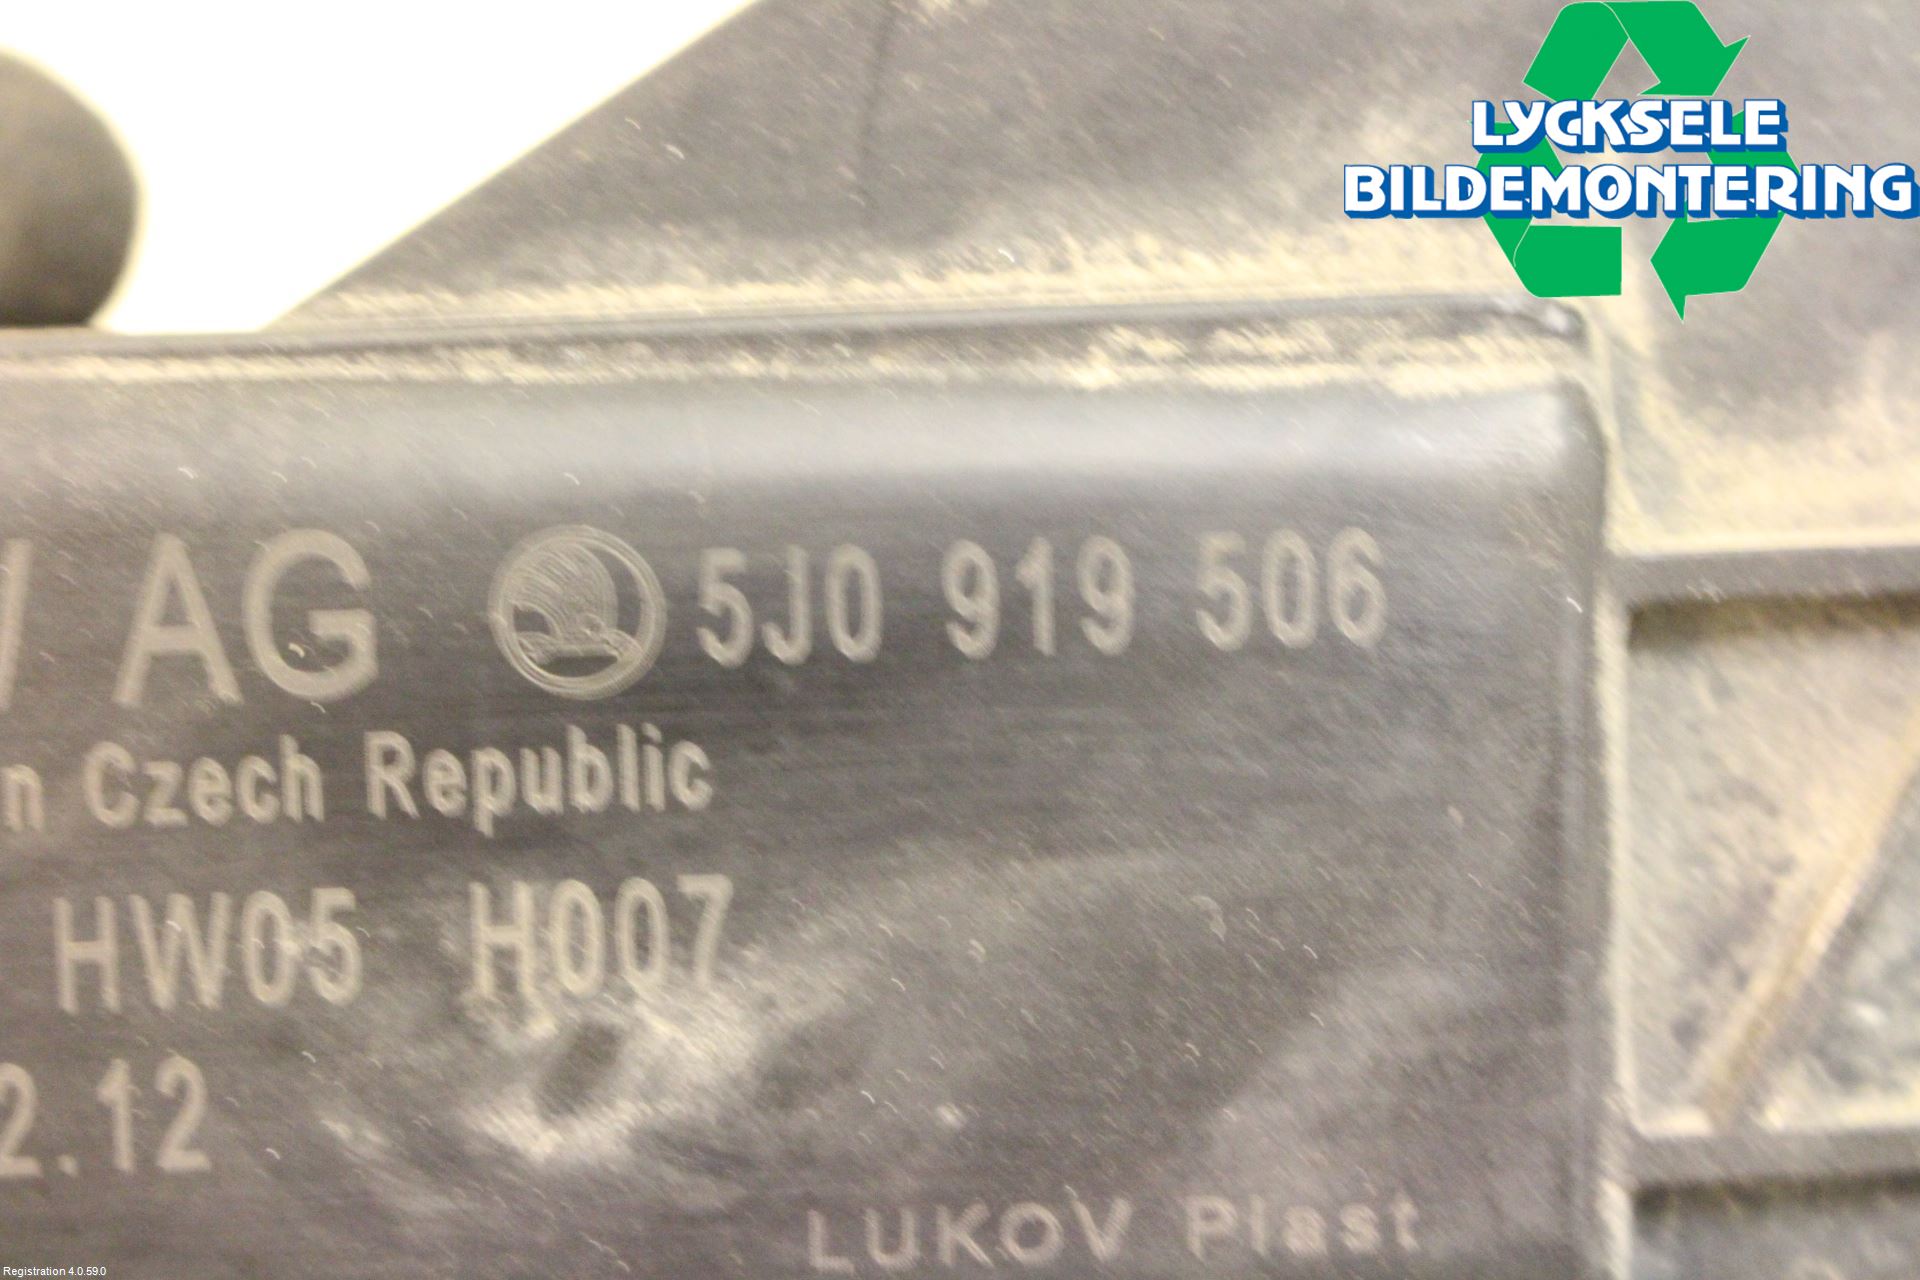 LYCKSELE
BILDEMONTERING
AG 5J0 919 506
n Czech Republic
HW05 H007
2.12
LUKOV Plast
Registration 4.0.59.0